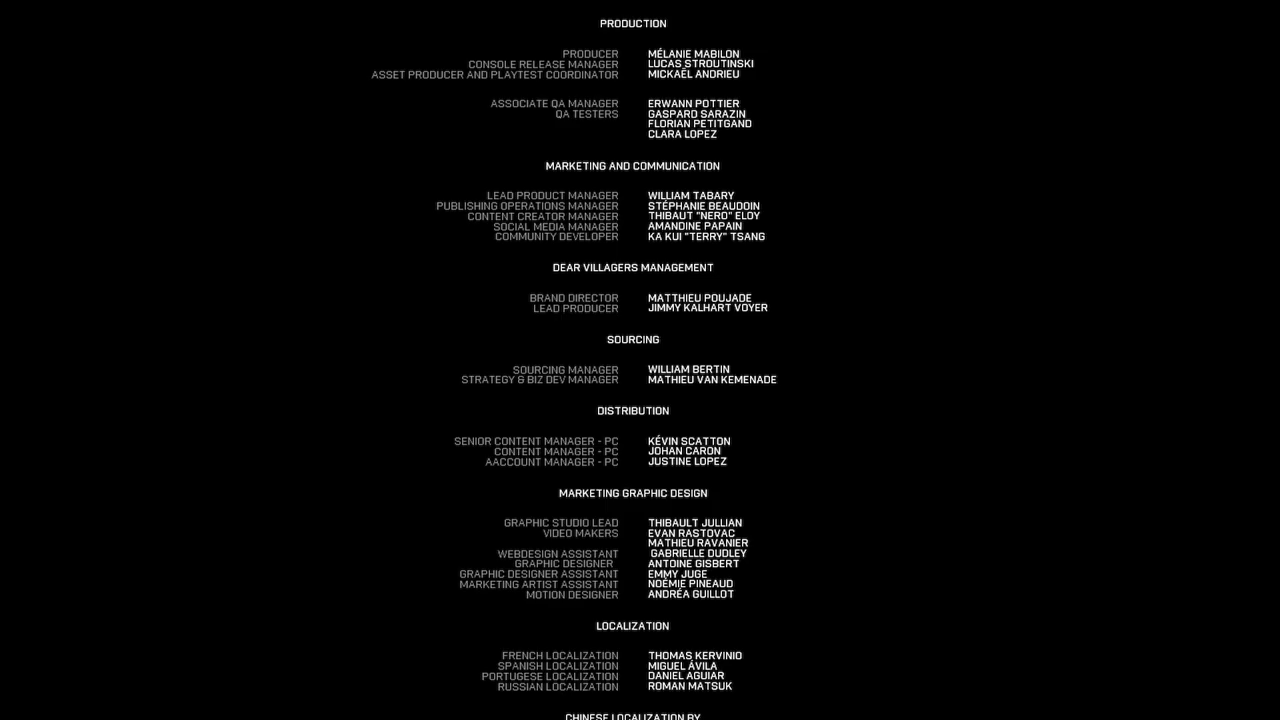 PRODUCTION
PRODUCER MÉLANIE MABILON
CONSOLE RELEASE MANAGER LUCAS STROUTINSKI
ASSET PRODUCER AND PLAYTEST COORDINATOR MICKAËL ANDRIEU
ASSOCIATE QA MANAGER ERWANN POTTIER
QA TESTERS GASPARD SARAZIN
FLORIAN PETITGAND
CLARA LOPEZ
MARKETING AND COMMUNICATION
LEAD PRODUCT MANAGER WILLIAM TABARY
PUBLISHING OPERATIONS MANAGER STÉPHANIE BEAUDOIN
CONTENT CREATOR MANAGER THIBAUT "NERO" ELOY
SOCIAL MEDIA MANAGER AMANDINE PAPAIN
COMMUNITY DEVELOPER KA KUI "TERRY" TSANG
DEAR VILLAGERS MANAGEMENT
BRAND DIRECTOR MATTHIEU POUJADE
LEAD PRODUCER JIMMY KALHART VOYER
SOURCING
SOURCING MANAGER WILLIAM BERTIN
STRATEGY & BIZ DEV MANAGER MATHIEU VAN KEMENADE
DISTRIBUTION
SENIOR CONTENT MANAGER - PC KÉVIN SCATTON
CONTENT MANAGER - PC JOHAN CARON
AACCOUNT MANAGER - PC JUSTINE LOPEZ
MARKETING GRAPHIC DESIGN
GRAPHIC STUDIO LEAD THIBAULT JULLIAN
VIDEO MAKERS EVAN RASTOVAC
MATHIEU RAVANIER
WEBDESIGN ASSISTANT GABRIELLE DUDLEY
GRAPHIC DESIGNER ANTOINE GISBERT
GRAPHIC DESIGNER ASSISTANT EMMY JUGE
MARKETING ARTIST ASSISTANT NOÉMIE PINEAUD
MOTION DESIGNER ANDRÉA GUILLOT
LOCALIZATION
FRENCH LOCALIZATION THOMAS KERVINIO
SPANISH LOCALIZATION MIGUEL ÁVILA
PORTUGESE LOCALIZATION DANIEL AGUIAR
RUSSIAN LOCALIZATION ROMAN MATSUK
CHINESE LOCALIZATION BY